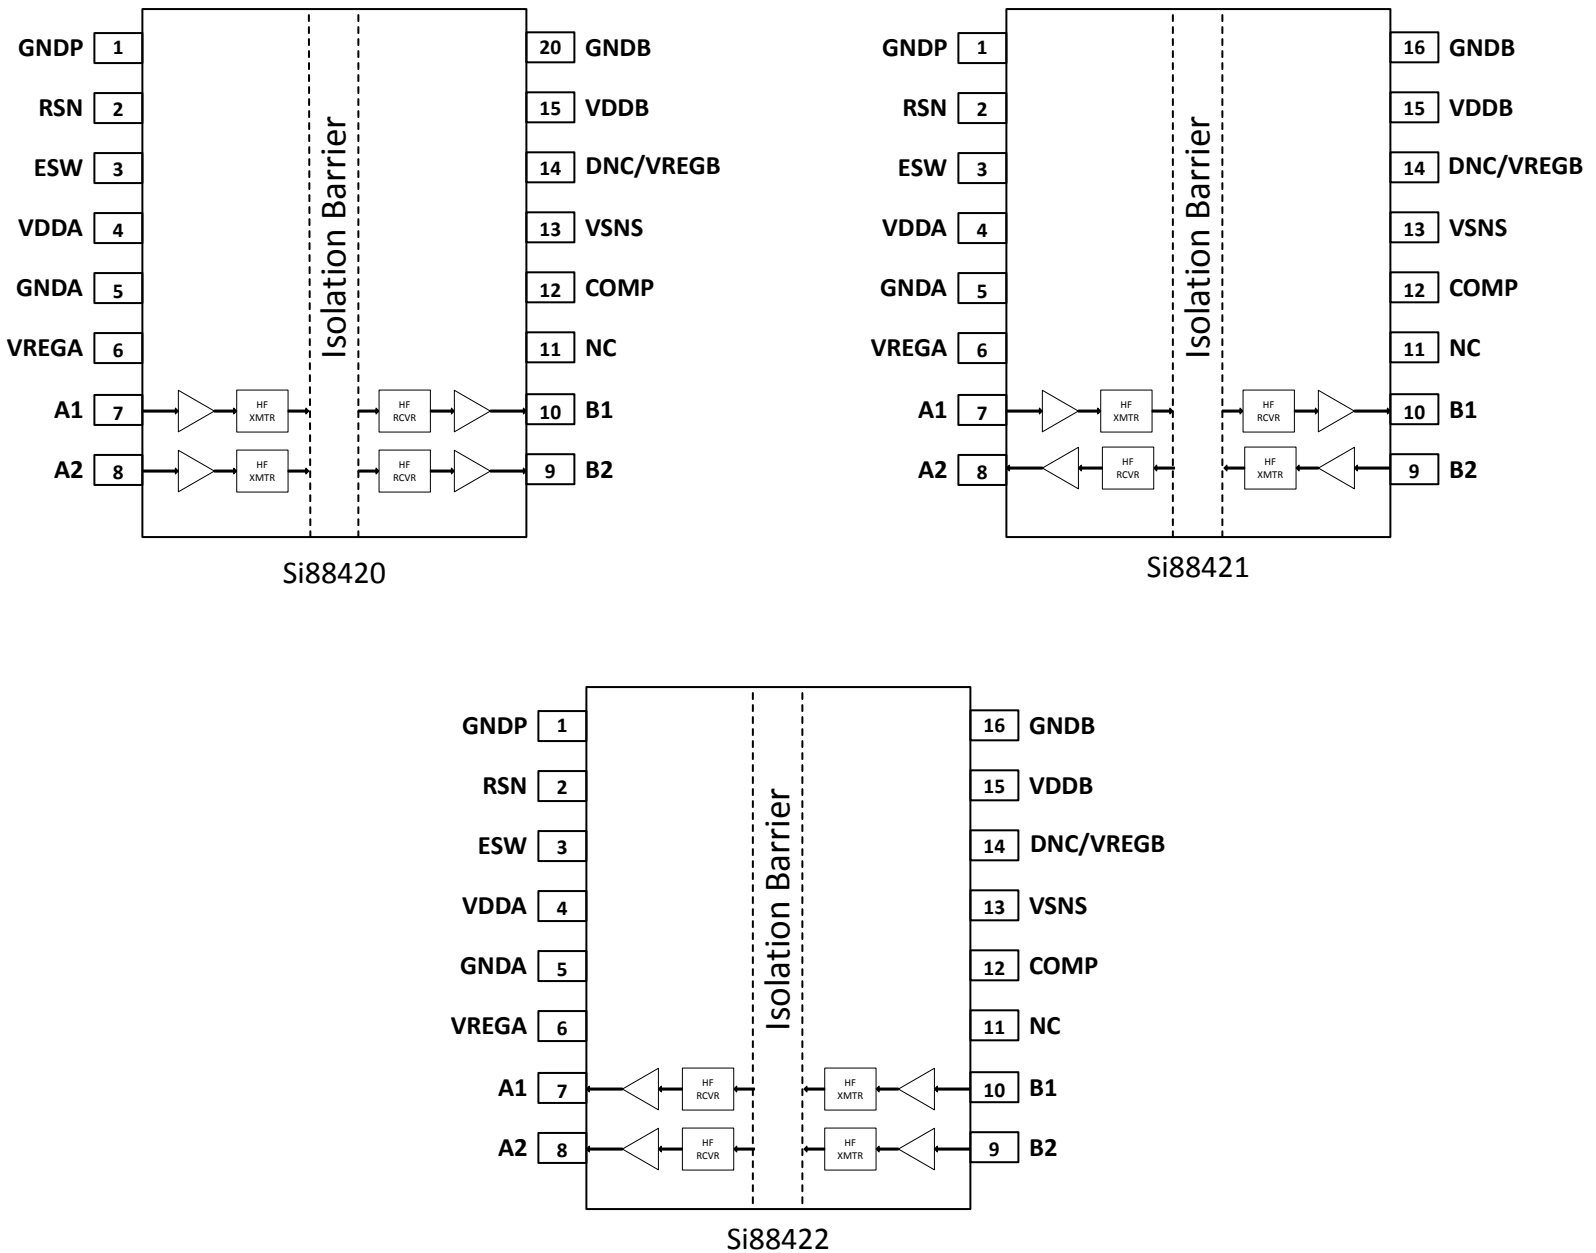 GNDP 1 20 GNDB
RSN 2 15 VDDB
ESW 3 14 DNC/VREGB
VDDA 4 13 VSNS
GNDA 5 12 COMP
VREGA 6 11 NC
A1 7 HF XMTR HF RCVR 10 B1
A2 8 HF XMTR HF RCVR 9 B2
Isolation Barrier
Si88420
GNDP 1 16 GNDB
RSN 2 15 VDDB
ESW 3 14 DNC/VREGB
VDDA 4 13 VSNS
GNDA 5 12 COMP
VREGA 6 11 NC
A1 7 HF XMTR HF RCVR 10 B1
A2 8 HF RCVR HF XMTR 9 B2
Isolation Barrier
Si88421
GNDP 1 16 GNDB
RSN 2 15 VDDB
ESW 3 14 DNC/VREGB
VDDA 4 13 VSNS
GNDA 5 12 COMP
VREGA 6 11 NC
A1 7 HF RCVR HF XMTR 10 B1
A2 8 HF RCVR HF XMTR 9 B2
Isolation Barrier
Si88422